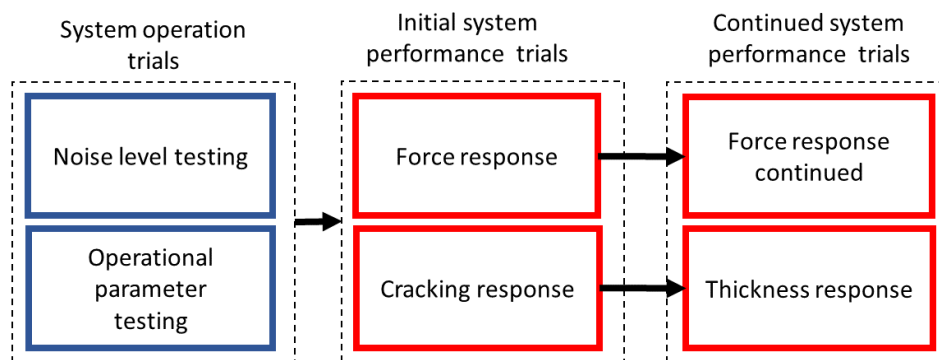 System operation
trials
Initial system
performance trials
Continued system
performance trials
Noise level testing
Operational
parameter
testing
Force response
Cracking response
Force response
continued
Thickness response